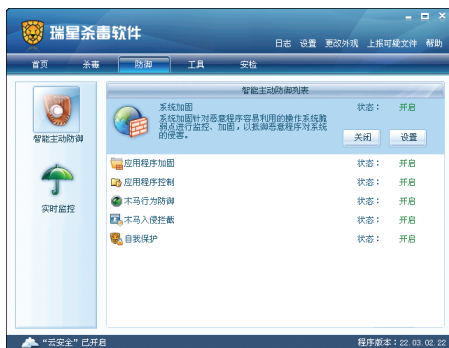 瑞星杀毒软件
日志 设置 更改外观 上报可疑文件 帮助
首页 杀毒 防御 工具 安检
智能主动防御列表
智能主动防御
实时监控
系统加固 状态： 开启
系统加固针对恶意程序容易利用的操作系统脆
弱点进行监控、加固，以抵御恶意程序对系统
的侵害。
关闭 设置
应用程序加固 状态： 开启
应用程序控制 状态： 开启
木马行为防御 状态： 开启
木马入侵拦截 状态： 开启
自我保护 状态： 开启
“云安全”已开启 程序版本：22.03.02.22